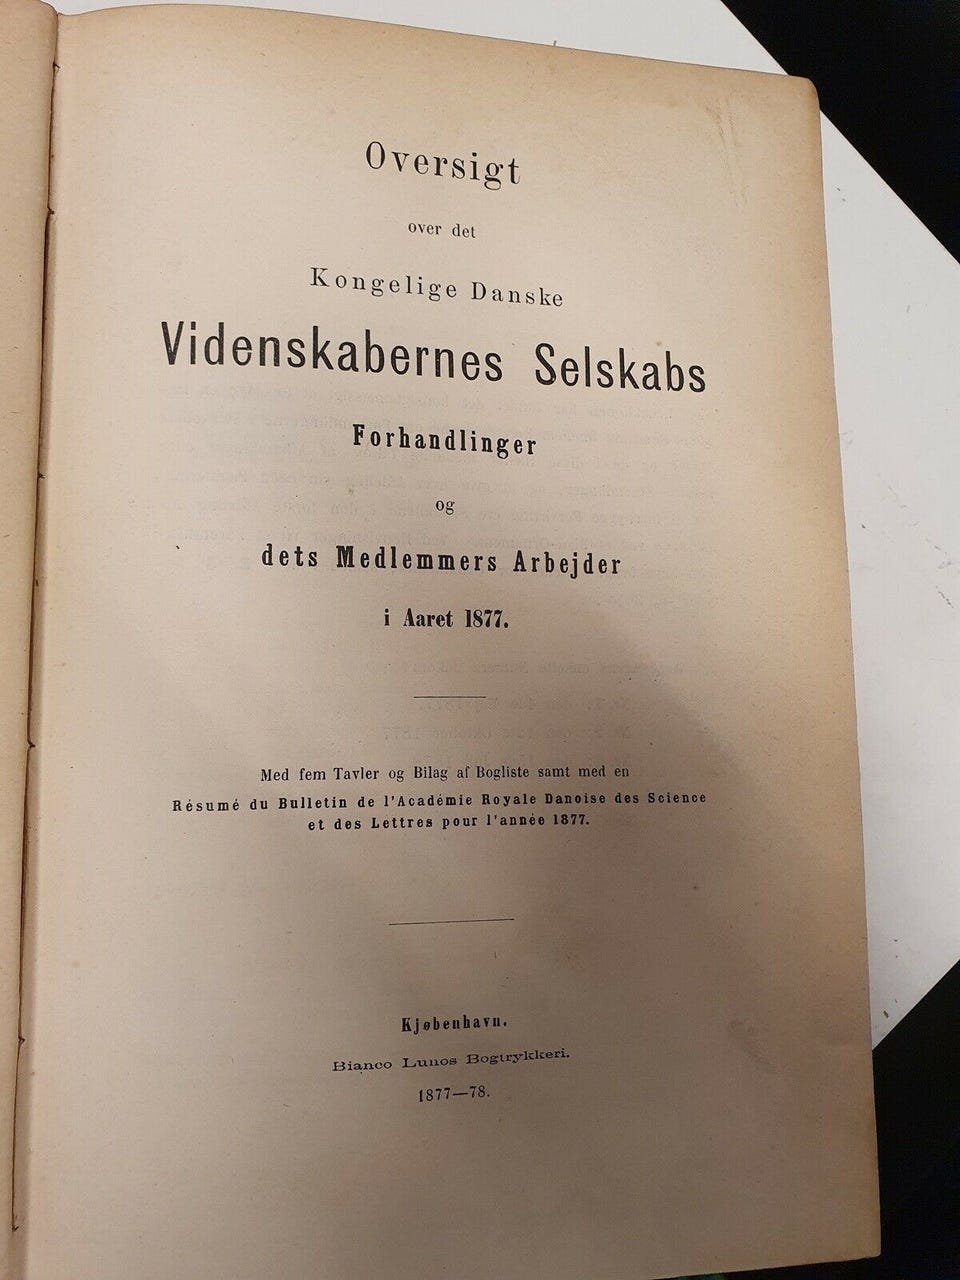 Oversigt
over det
Kongelige Danske
Videnskabernes Selskabs
Forhandlinger
og
dets Medlemmers Arbejder
i Aaret 1877.
Med fem Tavler og Bilag af Bogliste samt med en
Résumé du Bulletin de l'Académie Royale Danoise des Science
et des Lettres pour l'année 1877.
Kjøbenhavn.
Bianco Lunos Bogtrykkeri.
1877—78.